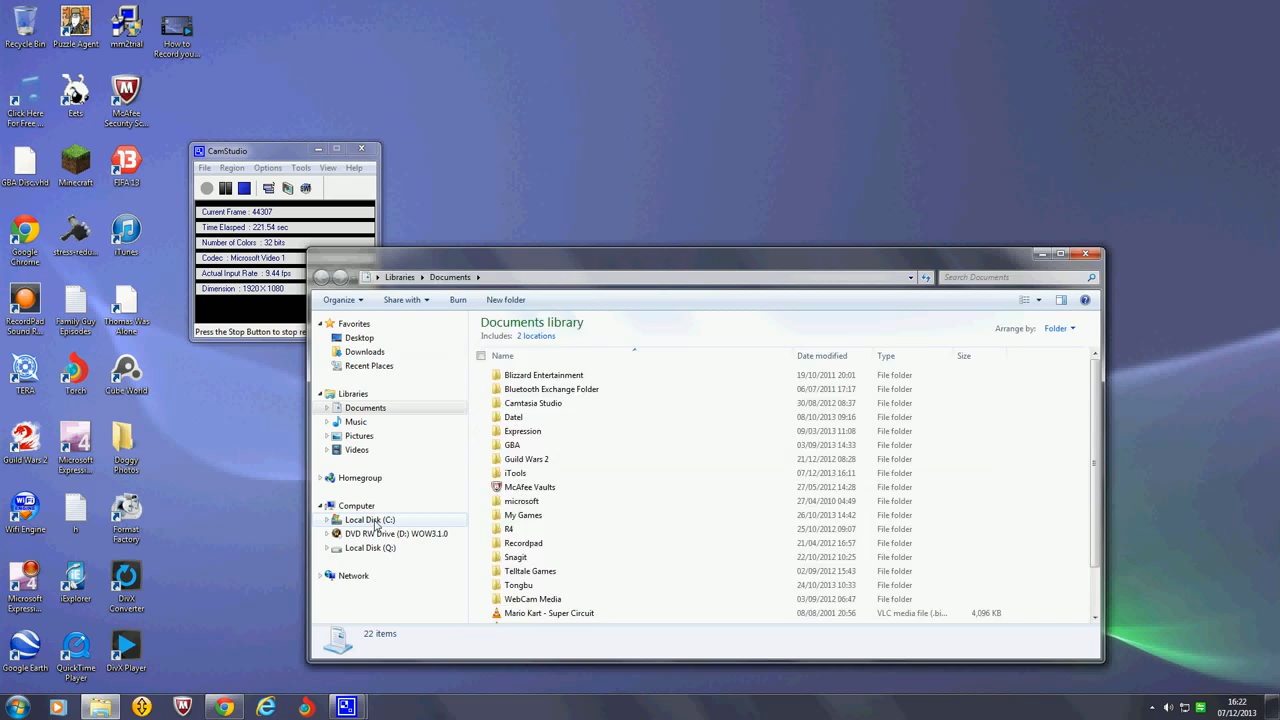 Recycle Bin
Puzzle Agent
mm2trial
How to
Record you...
Click Here
For Free ...
Eets
McAfee
Security Sc...
GBA Disc.vhd
Minecraft
FIFA 13
Google
Chrome
stress-redu...
iTunes
RecordPad
Sound R...
Family Guy
Episodes
Thomas Was
Alone
TERA
Torch
Cube World
Guild Wars 2
Microsoft
Expressi...
Doggy
Photos
Wifi Engine
h
Format
Factory
Microsoft
Expressi...
iExplorer
DivX
Converter
Google Earth
QuickTime
Player
DivX Player
CamStudio
File Region Options Tools View Help
Current Frame : 44307
Time Elasped : 221.54 sec
Number of Colors : 32 bits
Codec : Microsoft Video 1
Actual Input Rate : 9.44 fps
Dimension : 1920 X 1080
Press the Stop Button to stop re
Libraries Documents
Search Documents
Organize Share with Burn New folder
Favorites
Desktop
Downloads
Recent Places
Libraries
Documents
Music
Pictures
Videos
Homegroup
Computer
Local Disk (C:)
DVD RW Drive (D:) WOW3.1.0
Local Disk (Q:)
Network
Documents library
Includes: 2 locations
Arrange by: Folder
Name Date modified Type Size
Blizzard Entertainment 19/10/2011 20:01 File folder
Bluetooth Exchange Folder 06/07/2011 17:17 File folder
Camtasia Studio 30/08/2012 08:37 File folder
Datel 08/10/2013 09:16 File folder
Expression 09/03/2013 11:08 File folder
GBA 03/09/2013 14:33 File folder
Guild Wars 2 21/12/2012 08:28 File folder
iTools 07/12/2013 16:11 File folder
McAfee Vaults 27/05/2012 14:28 File folder
microsoft 27/04/2010 04:49 File folder
My Games 26/10/2013 14:42 File folder
R4 25/10/2012 09:07 File folder
Recordpad 21/04/2012 16:57 File folder
Snagit 22/10/2012 10:25 File folder
Telltale Games 02/09/2012 15:43 File folder
Tongbu 24/10/2013 10:33 File folder
WebCam Media 03/09/2012 06:47 File folder
Mario Kart - Super Circuit 08/08/2001 20:56 VLC media file (.bi... 4,096 KB
22 items
16:22
07/12/2013